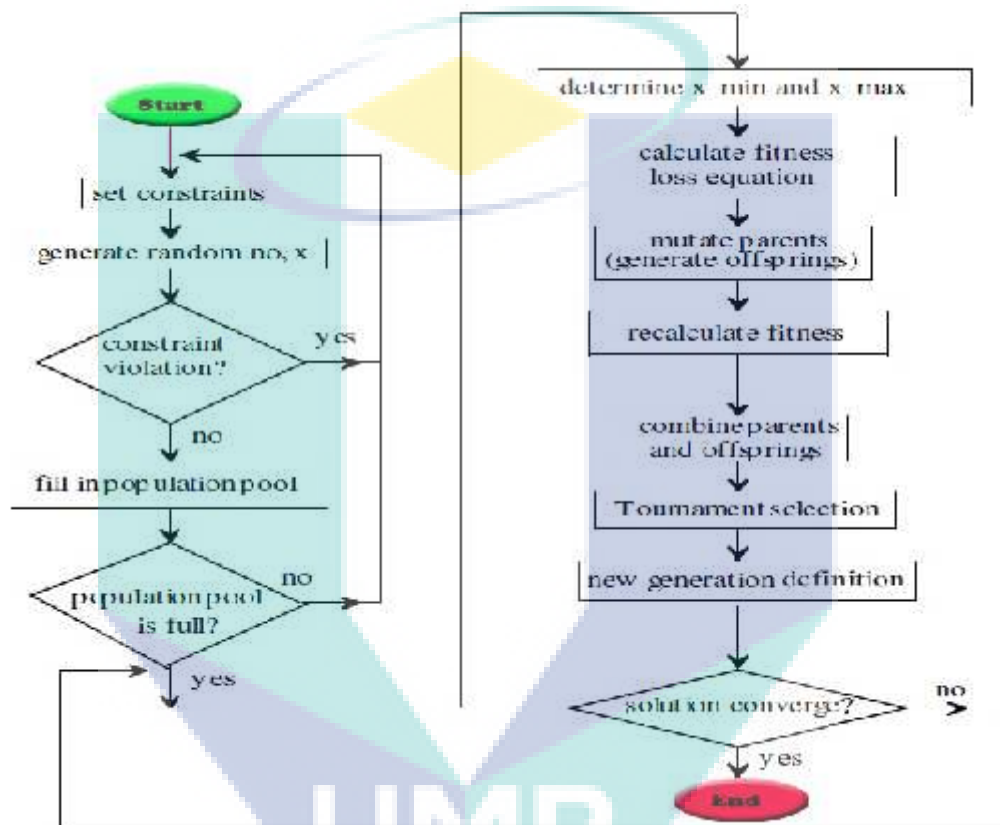 Start
set constraints
generate random no, x
constraint
violation?
yes
no
fill in population pool
population pool
is full?
no
yes
determine x min and x max
calculate fitness
loss equation
mutate parents
(generate offsprings)
recalculate fitness
combine parents
and offsprings
Tournament selection
new generation definition
solution converge?
no
yes
End
UMP